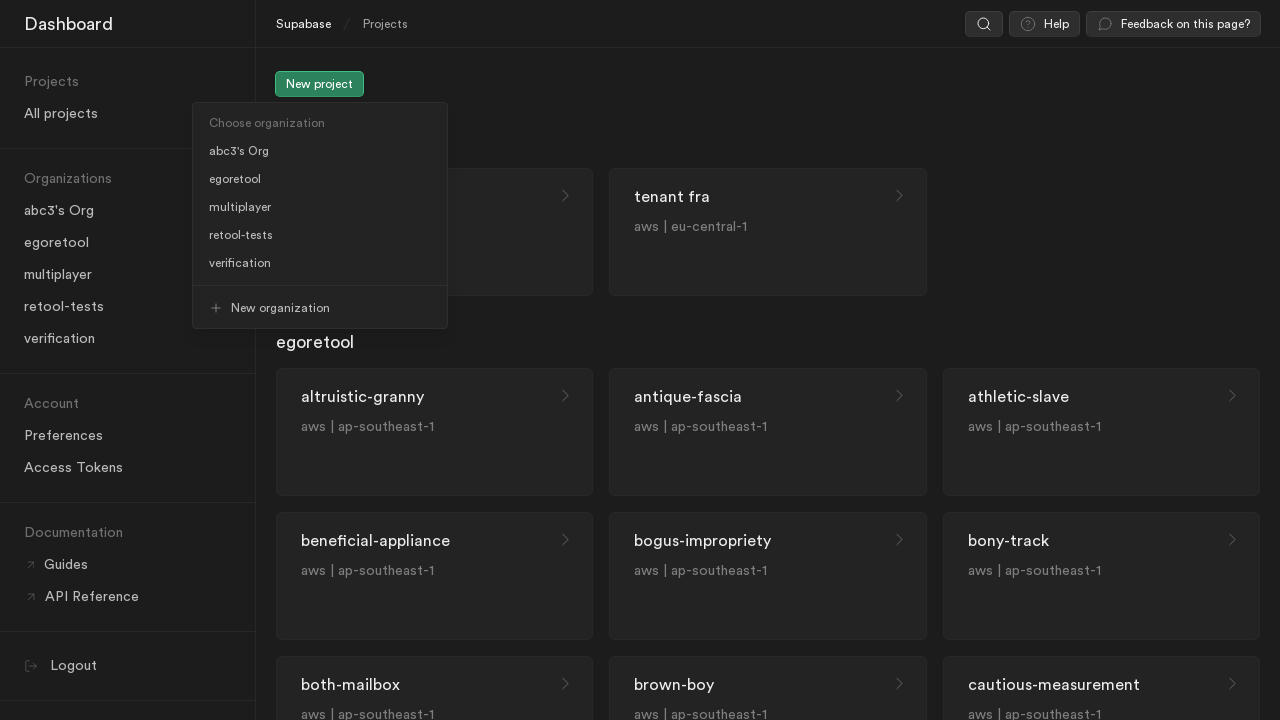 Dashboard
Supabase / Projects
Help
Feedback on this page?
Projects
All projects
Organizations
abc3's Org
egoretool
multiplayer
retool-tests
verification
Account
Preferences
Access Tokens
Documentation
Guides
API Reference
Logout
New project
Choose organization
abc3's Org
egoretool
multiplayer
retool-tests
verification
New organization
tenant fra
aws | eu-central-1
egoretool
altruistic-granny
aws | ap-southeast-1
antique-fascia
aws | ap-southeast-1
athletic-slave
aws | ap-southeast-1
beneficial-appliance
aws | ap-southeast-1
bogus-impropriety
aws | ap-southeast-1
bony-track
aws | ap-southeast-1
both-mailbox
aws | ap-southeast-1
brown-boy
aws | ap-southeast-1
cautious-measurement
aws | ap-southeast-1